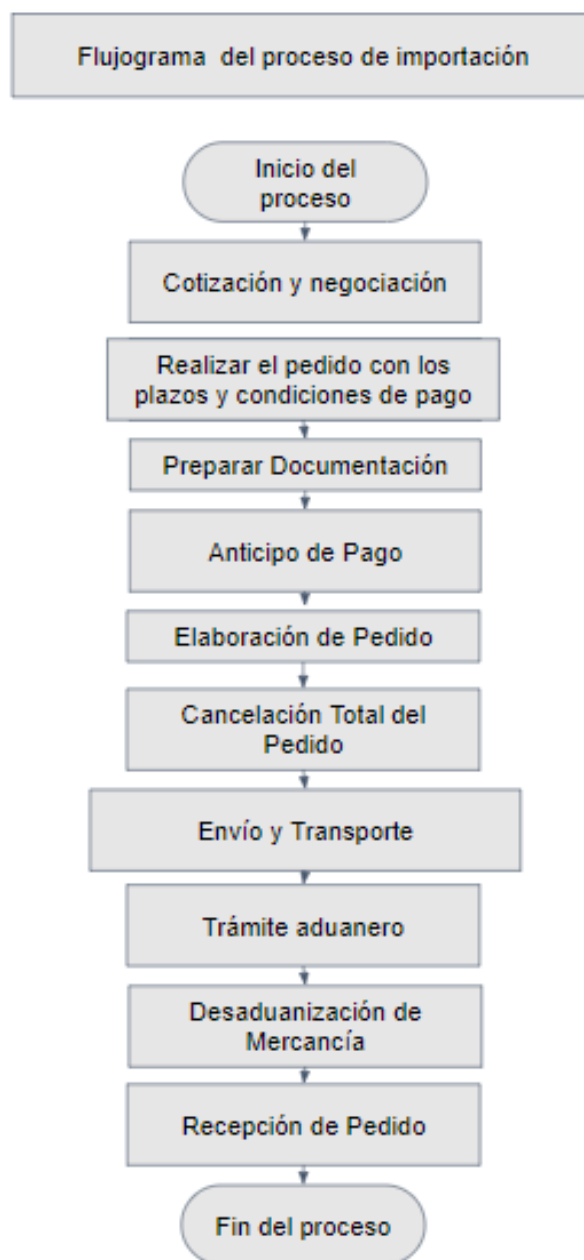 Flujograma  del proceso de importación
Inicio del
proceso
Cotización y negociación
Realizar el pedido con los
plazos y condiciones de pago
Preparar Documentación
Anticipo de Pago
Elaboración de Pedido
Cancelación Total del
Pedido
Envío y Transporte
Trámite aduanero
Desaduanización de
Mercancía
Recepción de Pedido
Fin del proceso